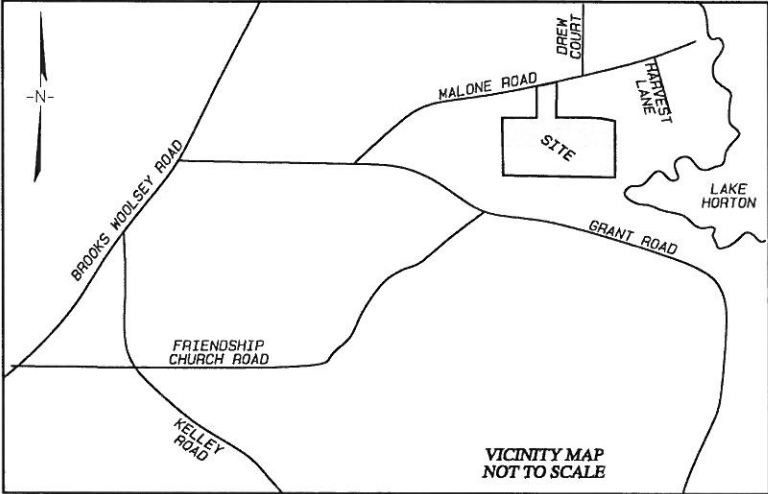 DREW
COURT
-N-
MALONE ROAD
HARVEST
LANE
SITE
BROOKS WOOLSEY ROAD
LAKE
HORTON
GRANT ROAD
FRIENDSHIP
CHURCH ROAD
KELLEY
ROAD
VICINITY MAP
NOT TO SCALE